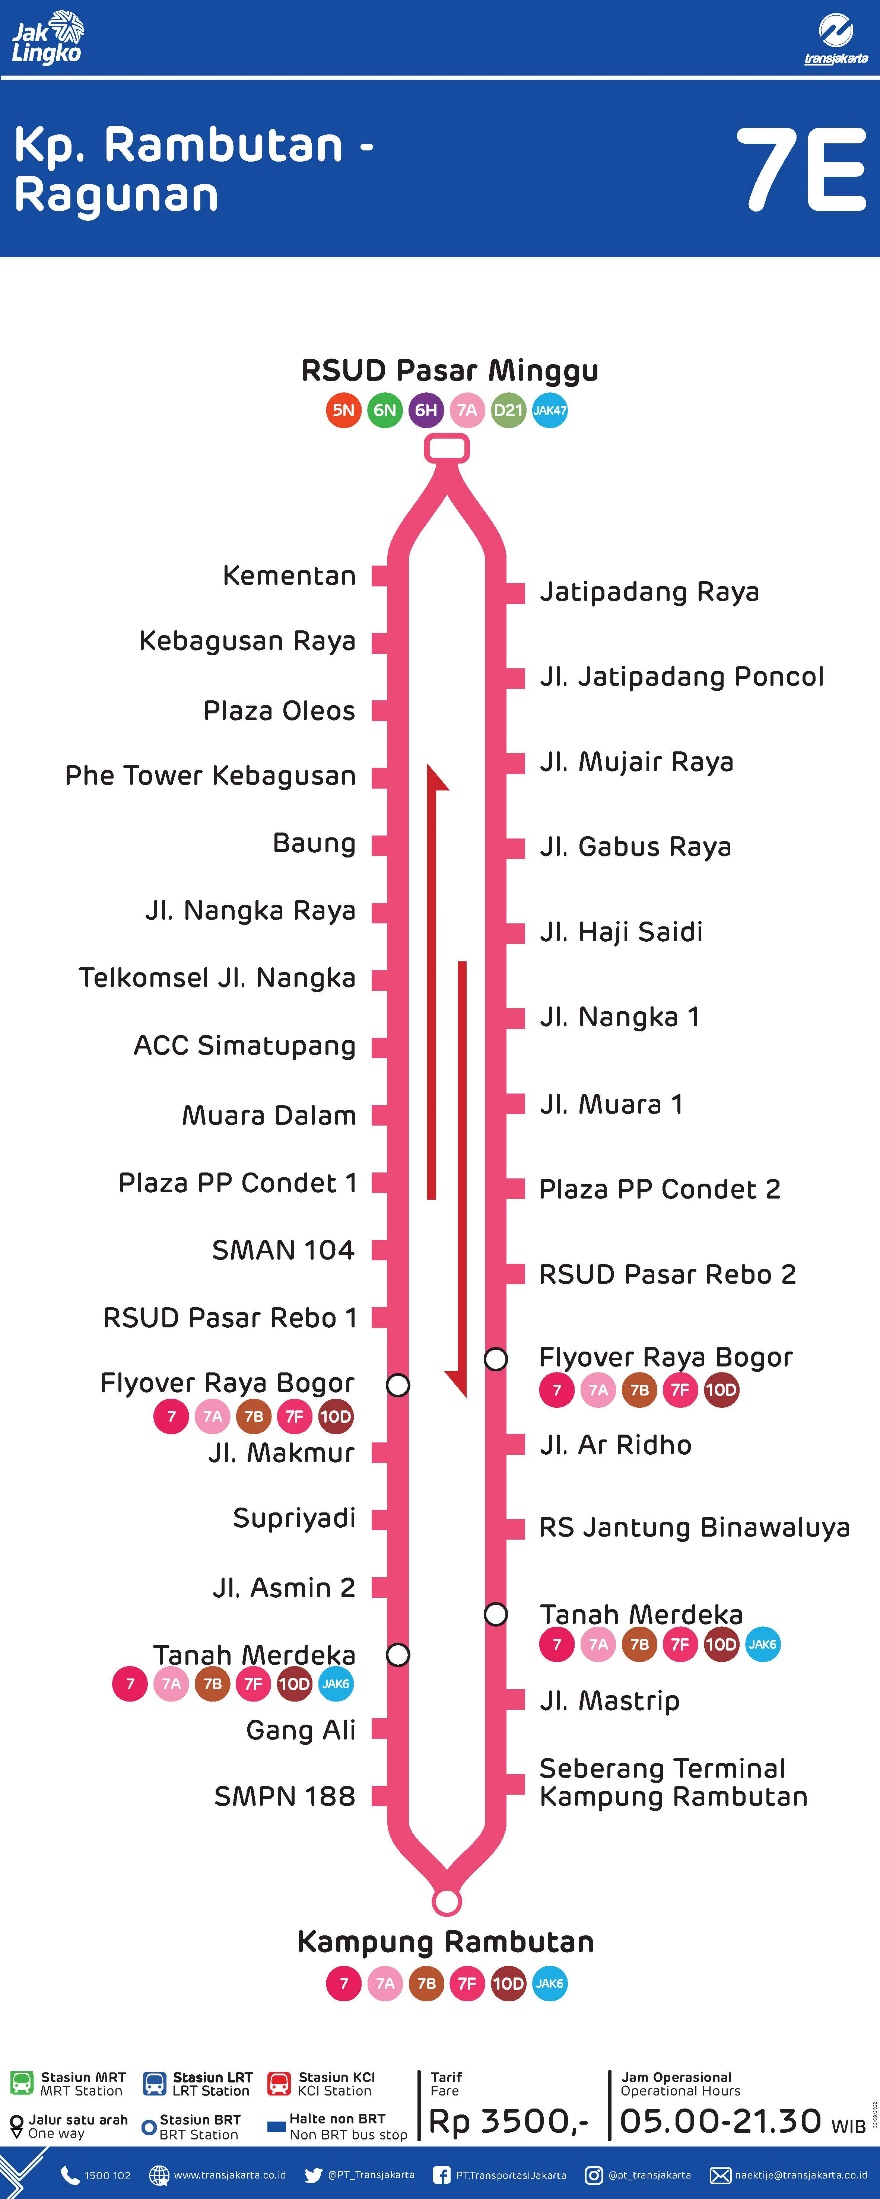 Jak
Lingko
transjakarta
Kp. Rambutan -
Ragunan
7E
RSUD Pasar Minggu
5N 6N 6H 7A D21 JAK47
Kementan
Kebagusan Raya
Plaza Oleos
Phe Tower Kebagusan
Baung
Jl. Nangka Raya
Telkomsel Jl. Nangka
ACC Simatupang
Muara Dalam
Plaza PP Condet 1
SMAN 104
RSUD Pasar Rebo 1
Flyover Raya Bogor
7 7A 7B 7F 10D
Jl. Makmur
Supriyadi
Jl. Asmin 2
Tanah Merdeka
7 7A 7B 7F 10D JAK6
Gang Ali
SMPN 188
Jatipadang Raya
Jl. Jatipadang Poncol
Jl. Mujair Raya
Jl. Gabus Raya
Jl. Haji Saidi
Jl. Nangka 1
Jl. Muara 1
Plaza PP Condet 2
RSUD Pasar Rebo 2
Flyover Raya Bogor
7 7A 7B 7F 10D
Jl. Ar Ridho
RS Jantung Binawaluya
Tanah Merdeka
7 7A 7B 7F 10D JAK6
Jl. Mastrip
Seberang Terminal
Kampung Rambutan
Kampung Rambutan
7 7A 7B 7F 10D JAK6
Stasiun MRT
MRT Station
Stasiun LRT
LRT Station
Stasiun KCI
KCI Station
Jalur satu arah
One way
Stasiun BRT
BRT Station
Halte non BRT
Non BRT bus stop
Tarif
Fare
Rp 3500,-
Jam Operasional
Operational Hours
05.00-21.30 WIB
1500 102
www.transjakarta.co.id
@PT_Transjakarta
PT.TransportasiJakarta
@pt_transjakarta
naektije@transjakarta.co.id